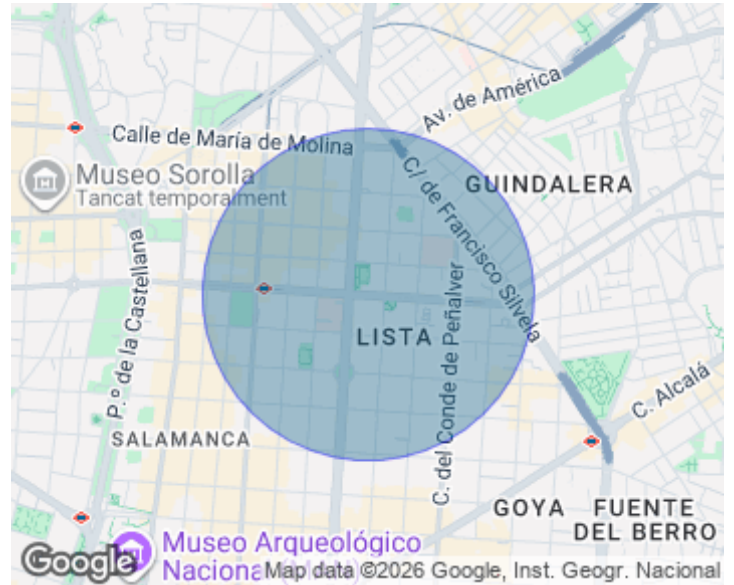 Av. de América
Calle de María de Molina
Museo Sorolla
Tancat temporalment
C/ de Francisco Silvela
GUINDALERA
P.º de la Castellana
LISTA
C. del Conde de Peñalver
C. Alcalá
SALAMANCA
GOYA
FUENTE
DEL BERRO
Museo Arqueológico
Naciona
Google
Map data ©2026 Google, Inst. Geogr. Nacional